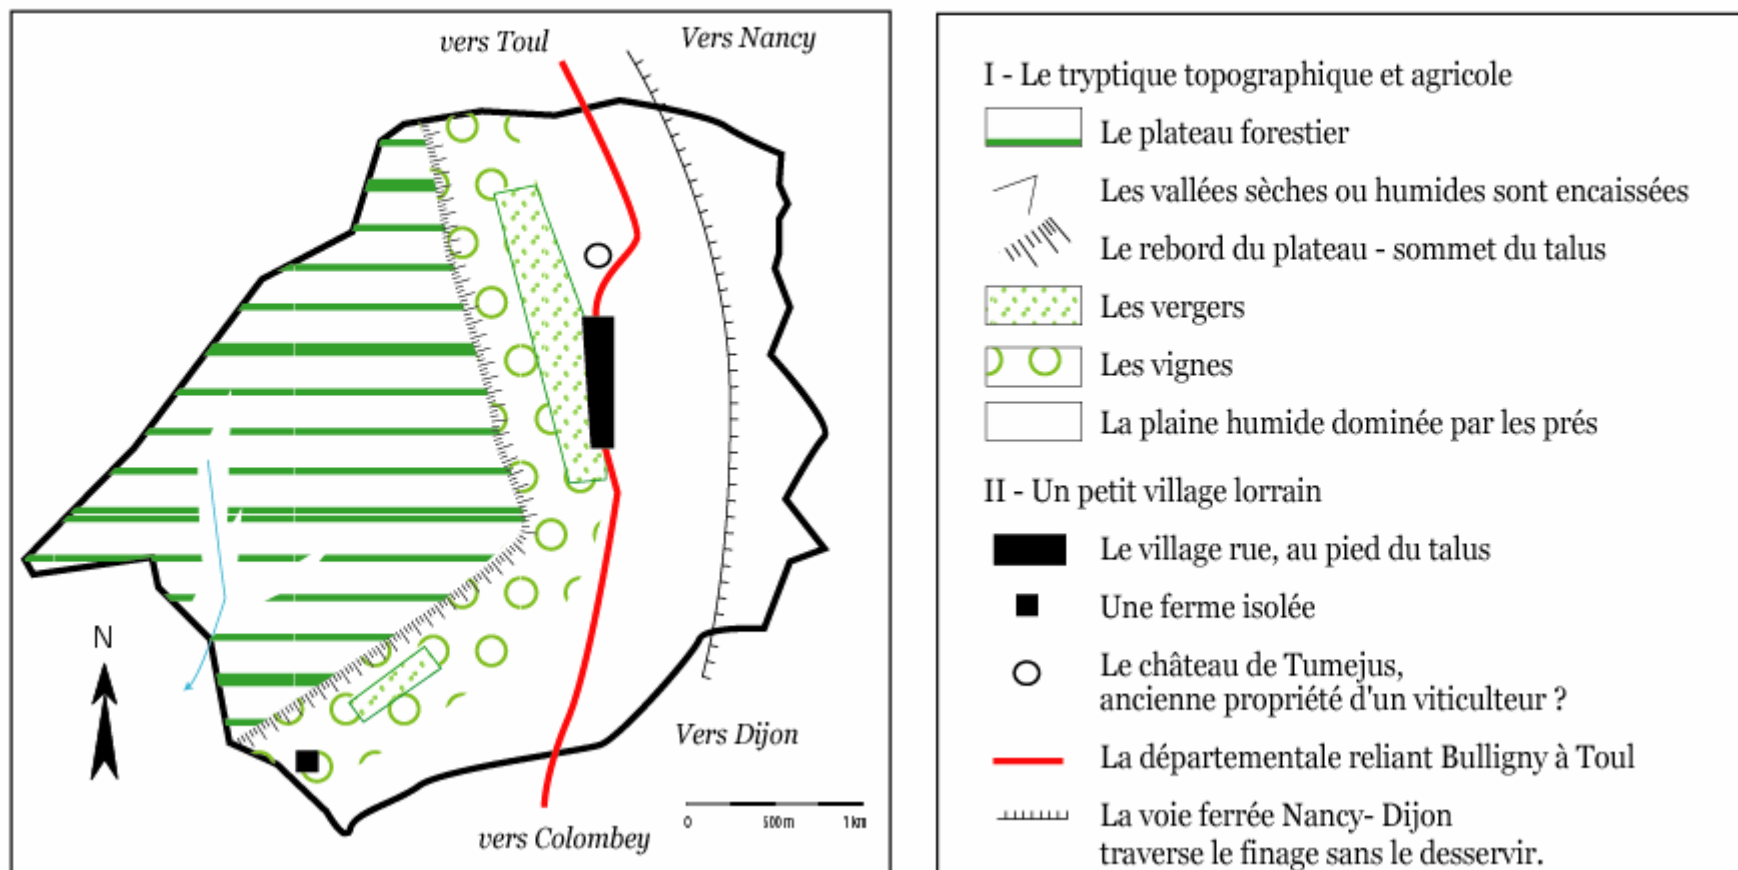 vers Toul
Vers Nancy
N
Vers Dijon
0 500 m 1 km
vers Colombey
I - Le tryptique topographique et agricole
Le plateau forestier
Les vallées sèches ou humides sont encaissées
Le rebord du plateau - sommet du talus
Les vergers
Les vignes
La plaine humide dominée par les prés
II - Un petit village lorrain
Le village rue, au pied du talus
Une ferme isolée
Le château de Tumejus,
ancienne propriété d'un viticulteur ?
La départementale reliant Bulligny à Toul
La voie ferrée Nancy- Dijon
traverse le finage sans le desservir.